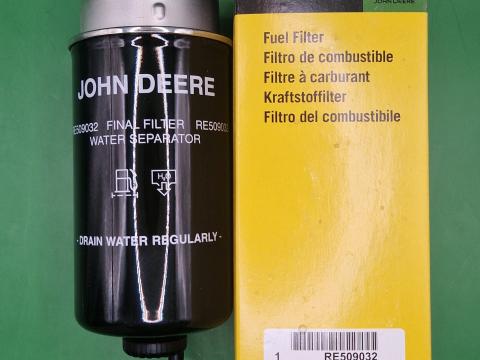 JOHN DEERE
RE509032 FINAL FILTER RE509032
WATER SEPARATOR
H₂O
- DRAIN WATER REGULARLY -
JOHN DEERE
Fuel Filter
Filtro de combustible
Filtre à carburant
Kraftstoffilter
Filtro del combustibile
1 RE509032